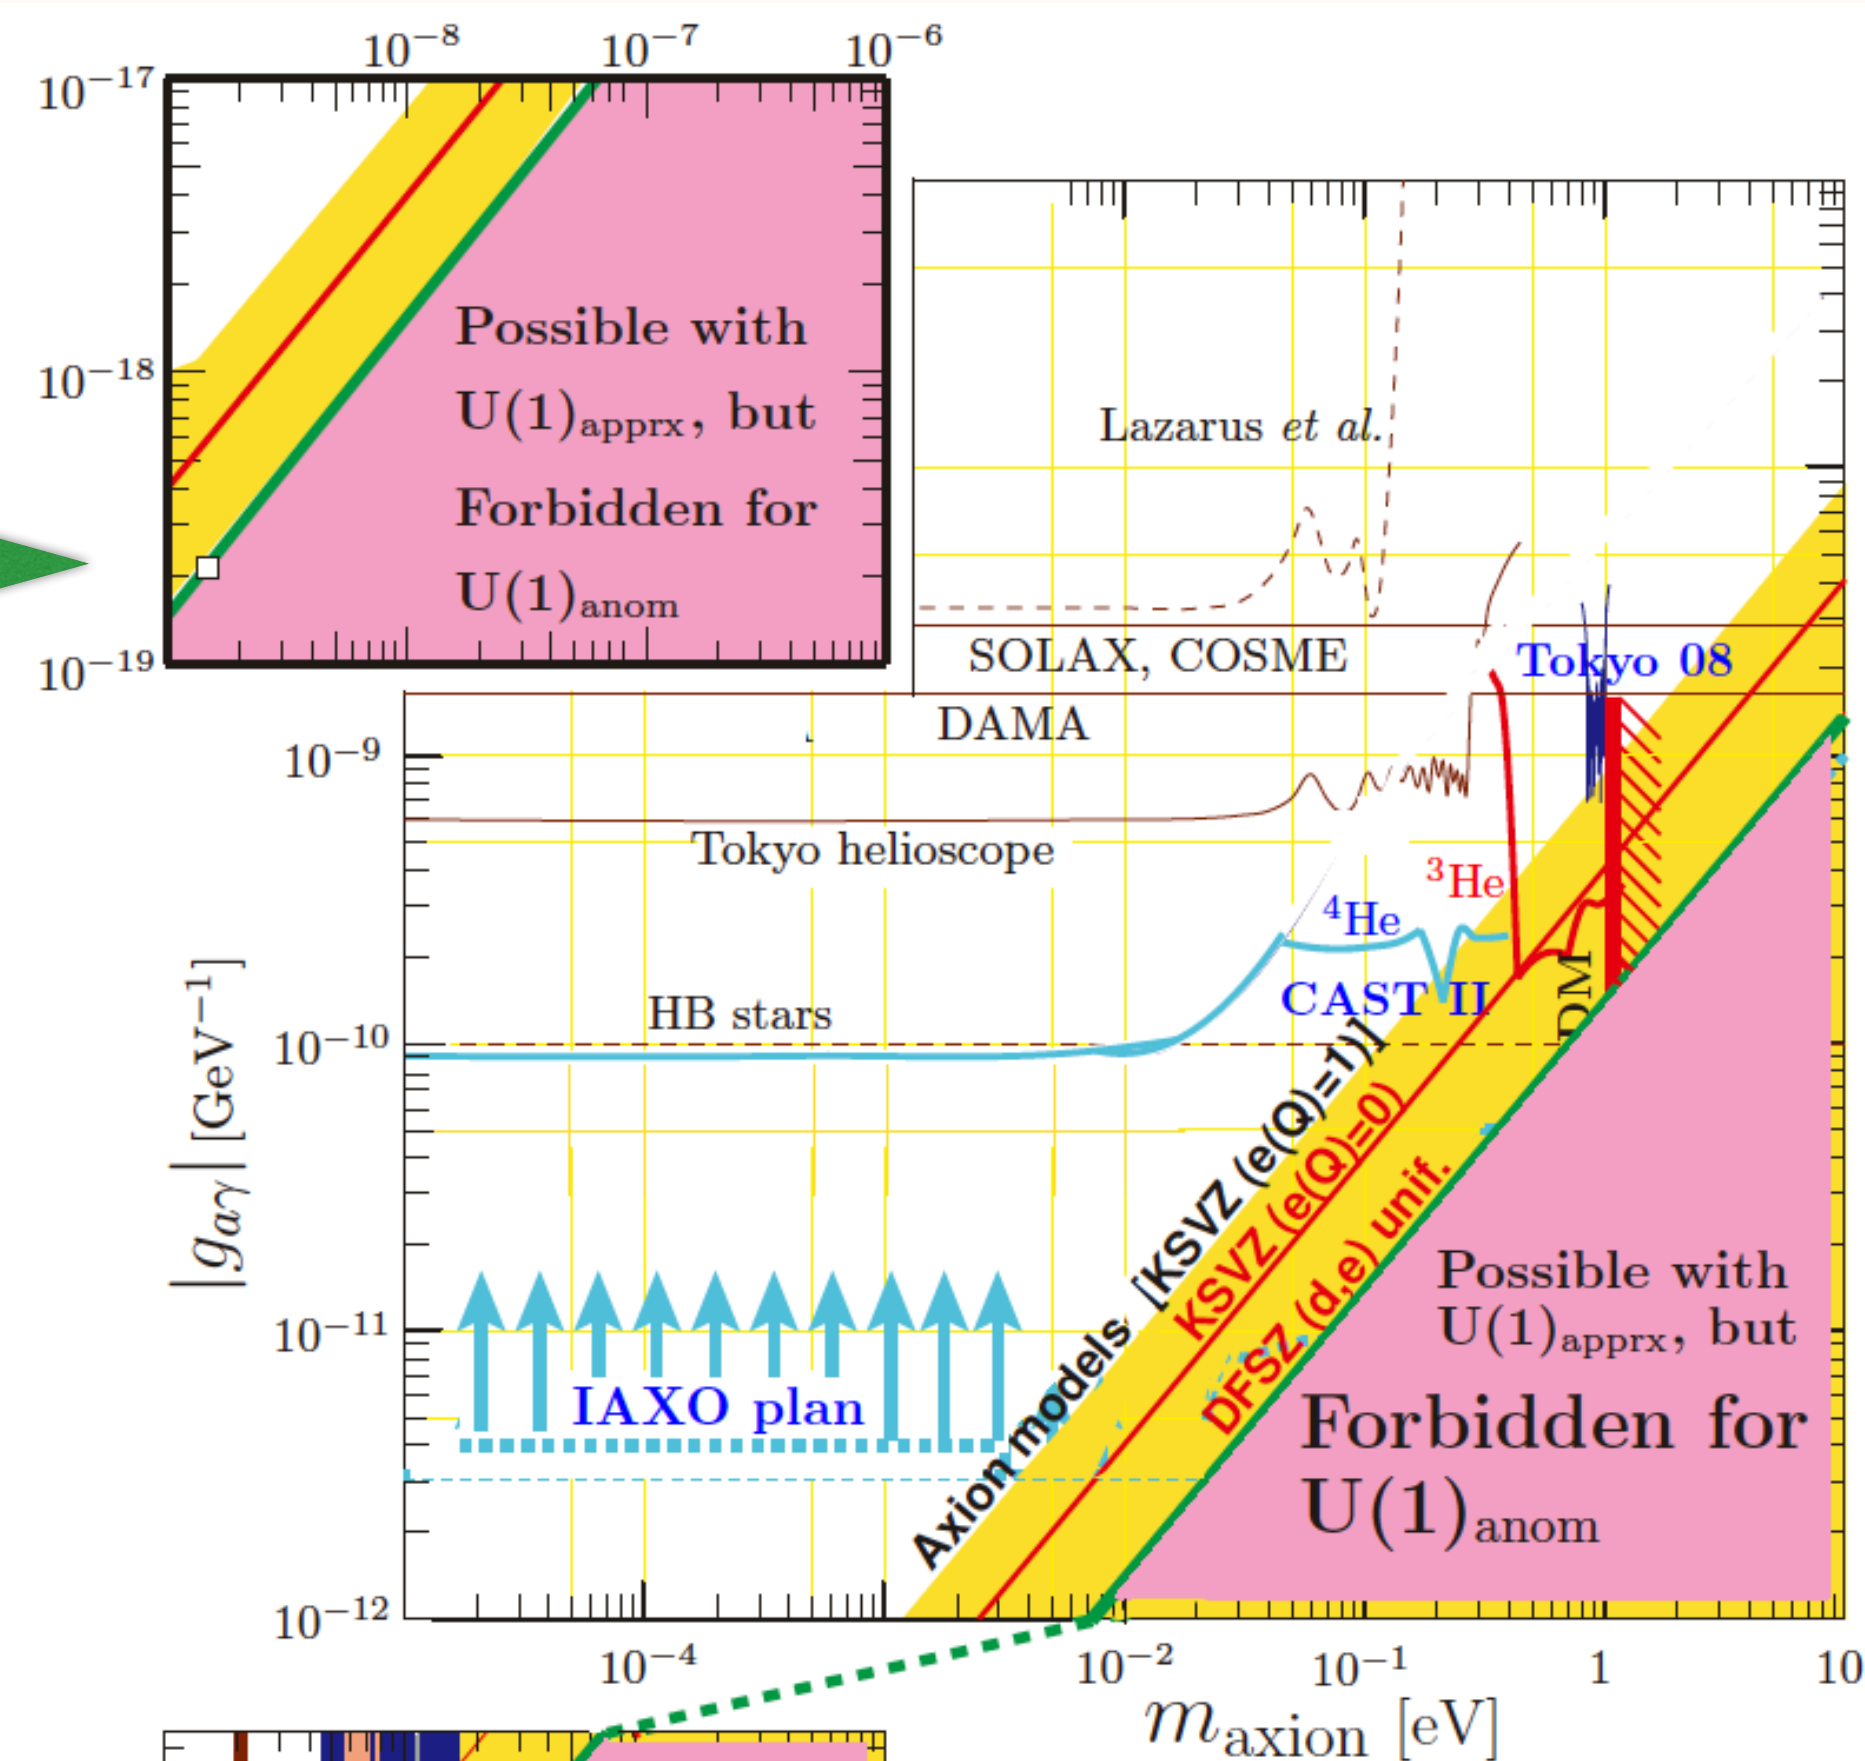 10⁻⁸ 10⁻⁷ 10⁻⁶
10⁻¹⁷
10⁻¹⁸
10⁻¹⁹
Possible with
U(1)apprx, but
Forbidden for
U(1)anom
Lazarus et al.
SOLAX, COSME
Tokyo 08
DAMA
10⁻⁹
Tokyo helioscope
³He
⁴He
CAST II
DM
HB stars
10⁻¹⁰
|gaγ| [GeV⁻¹]
Axion models [KSVZ (e(Q)=1)]
KSVZ (e(Q)=0)
DFSZ (d,e) unif.
Possible with
U(1)apprx, but
Forbidden for
U(1)anom
10⁻¹¹
IAXO plan
10⁻¹²
10⁻⁴ 10⁻² 10⁻¹ 1 10
maxion [eV]